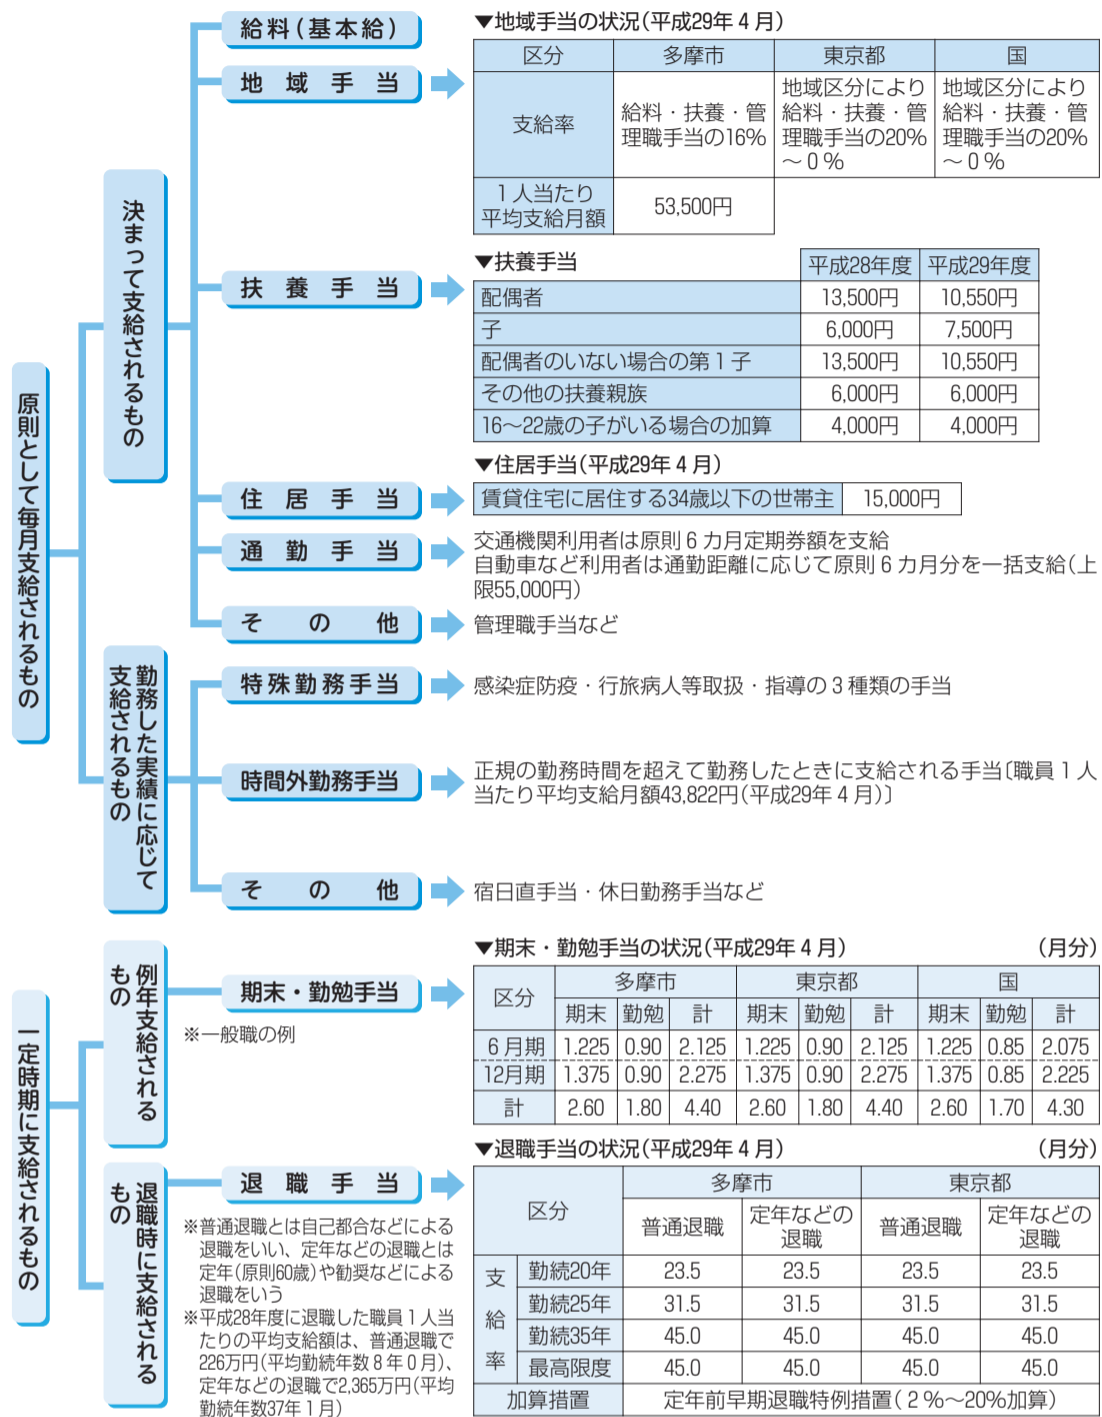 原則として毎月支給されるもの
決まって支給されるもの
給料(基本給)
地域手当
▼地域手当の状況(平成29年4月)
区分 多摩市 東京都 国
支給率 給料・扶養・管理職手当の16% 地域区分により給料・扶養・管理職手当の20%～0% 地域区分により給料・扶養・管理職手当の20%～0%
1人当たり平均支給月額 53,500円
扶養手当
▼扶養手当 平成28年度 平成29年度
配偶者 13,500円 10,550円
子 6,000円 7,500円
配偶者のいない場合の第1子 13,500円 10,550円
その他の扶養親族 6,000円 6,000円
16～22歳の子がいる場合の加算 4,000円 4,000円
住居手当
▼住居手当(平成29年4月)
賃貸住宅に居住する34歳以下の世帯主 15,000円
通勤手当
交通機関利用者は原則6カ月定期券額を支給
自動車など利用者は通勤距離に応じて原則6カ月分を一括支給(上
限55,000円)
その他
管理職手当など
勤務した実績に応じて
支給されるもの
特殊勤務手当
感染症防疫・行旅病人等取扱・指導の3種類の手当
時間外勤務手当
正規の勤務時間を超えて勤務したときに支給される手当〔職員1人
当たり平均支給月額43,822円(平成29年4月)〕
その他
宿日直手当・休日勤務手当など
一定時期に支給されるもの
例年支給される
もの
期末・勤勉手当
※一般職の例
▼期末・勤勉手当の状況(平成29年4月) (月分)
区分 多摩市 東京都 国
期末 勤勉 計 期末 勤勉 計 期末 勤勉 計
6月期 1.225 0.90 2.125 1.225 0.90 2.125 1.225 0.85 2.075
12月期 1.375 0.90 2.275 1.375 0.90 2.275 1.375 0.85 2.225
計 2.60 1.80 4.40 2.60 1.80 4.40 2.60 1.70 4.30
退職時に支給される
もの
退職手当
※普通退職とは自己都合などによる
退職をいい、定年などの退職とは
定年(原則60歳)や勧奨などによる
退職をいう
※平成28年度に退職した職員1人当
たりの平均支給額は、普通退職で
226万円(平均勤続年数8年0月)、
定年などの退職で2,365万円(平均
勤続年数37年1月)
▼退職手当の状況(平成29年4月) (月分)
区分 多摩市 東京都
普通退職 定年などの退職 普通退職 定年などの退職
支給率
勤続20年 23.5 23.5 23.5 23.5
勤続25年 31.5 31.5 31.5 31.5
勤続35年 45.0 45.0 45.0 45.0
最高限度 45.0 45.0 45.0 45.0
加算措置 定年前早期退職特例措置(2%～20%加算)